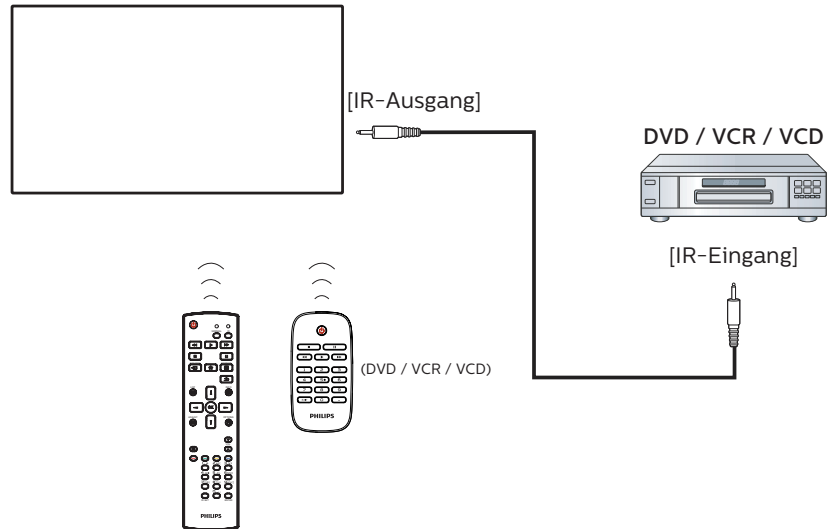 [IR-Ausgang]
DVD / VCR / VCD
[IR-Eingang]
(DVD / VCR / VCD)
PHILIPS
PHILIPS